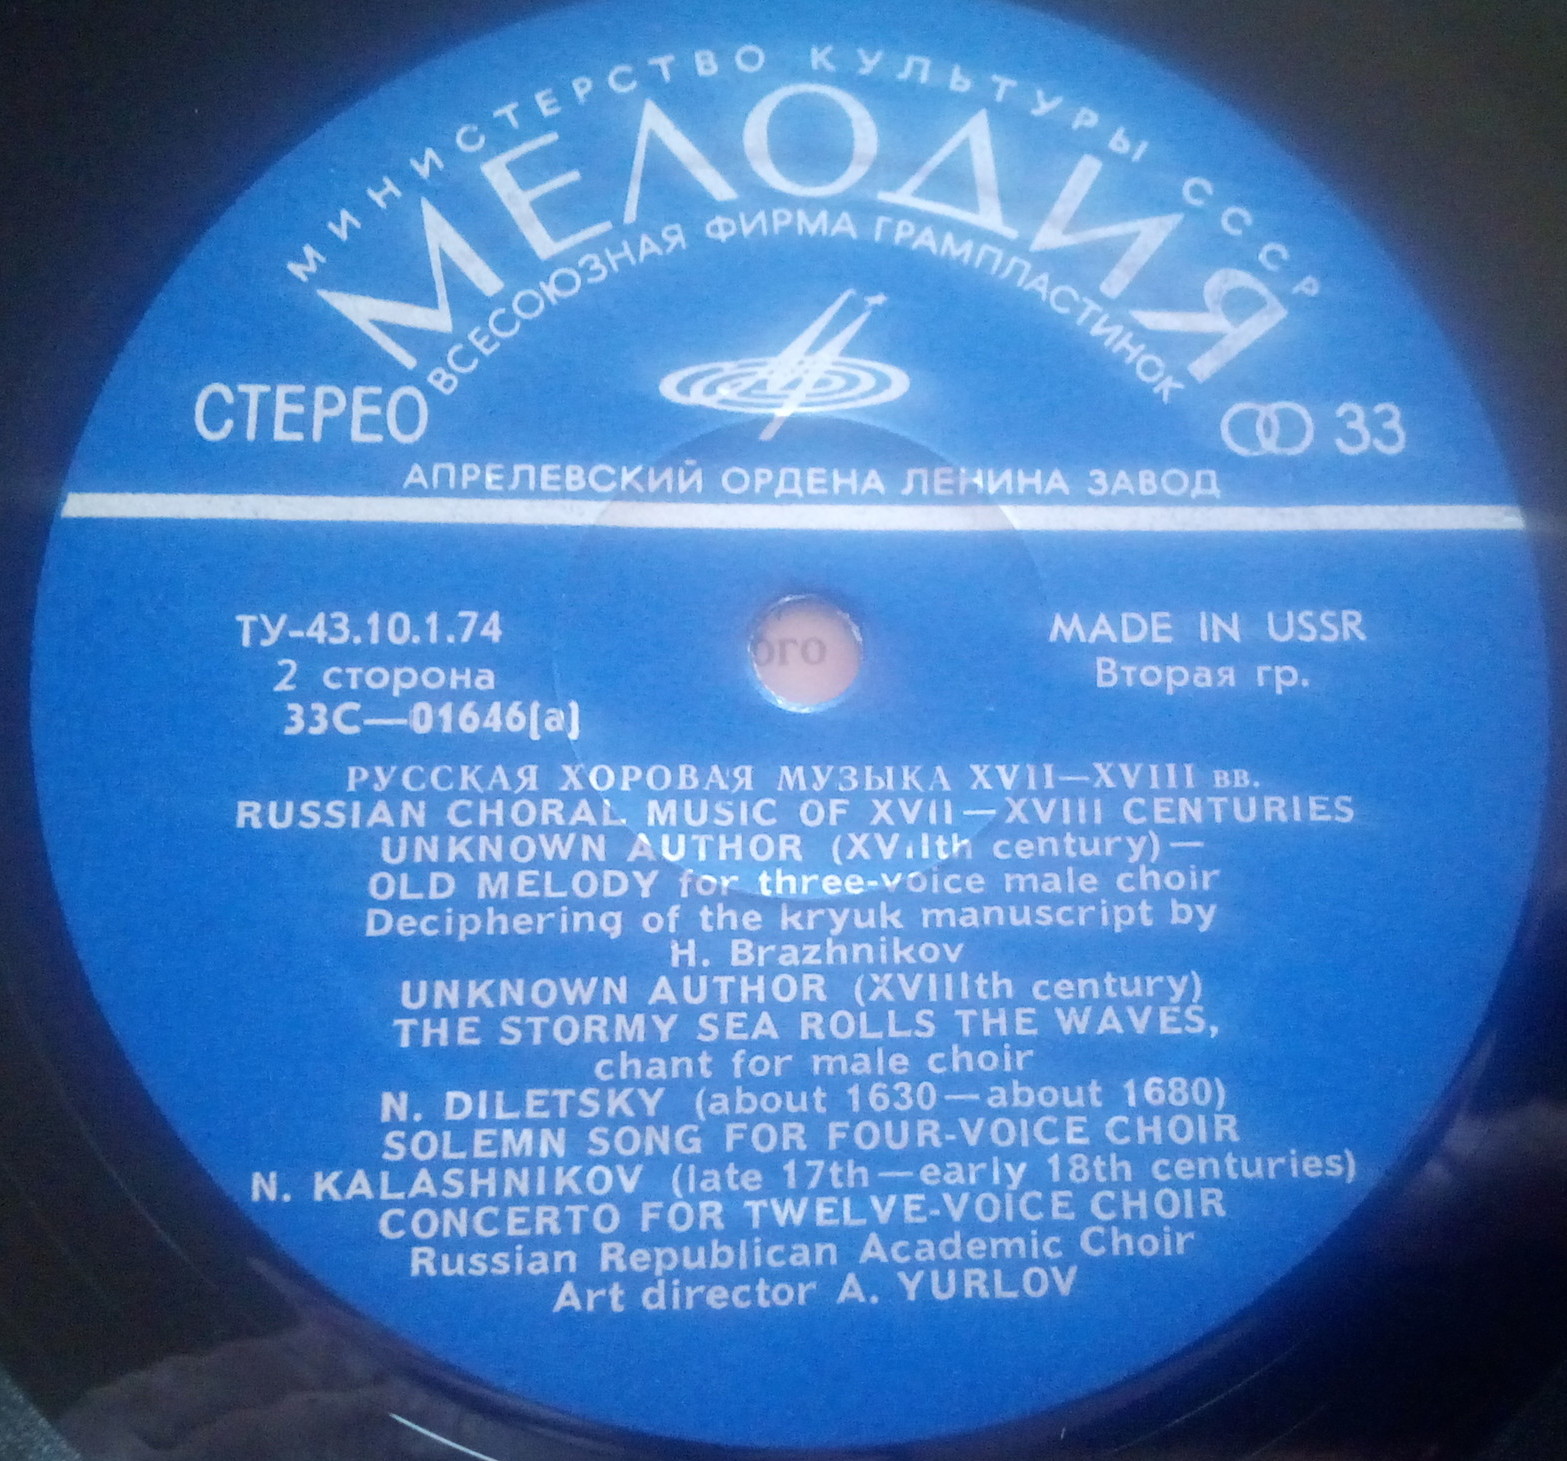 МИНИСТЕРСТВО КУЛЬТУРЫ СССР
МЕЛОДИЯ
ВСЕСОЮЗНАЯ ФИРМА ГРАМПЛАСТИНОК
СТЕРЕО
33
АПРЕЛЕВСКИЙ ОРДЕНА ЛЕНИНА ЗАВОД
ТУ-43.10.1.74
MADE IN USSR
2 сторона
Вторая гр.
33С—01646(а)
ого
РУССКАЯ ХОРОВАЯ МУЗЫКА XVII—XVIII вв.
RUSSIAN CHORAL MUSIC OF XVII—XVIII CENTURIES
UNKNOWN AUTHOR (XVIIth century)—
OLD MELODY for three-voice male choir
Deciphering of the kryuk manuscript by
H. Brazhnikov
UNKNOWN AUTHOR (XVIIIth century)
THE STORMY SEA ROLLS THE WAVES,
chant for male choir
N. DILETSKY (about 1630—about 1680)
SOLEMN SONG FOR FOUR-VOICE CHOIR
N. KALASHNIKOV (late 17th—early 18th centuries)
CONCERTO FOR TWELVE-VOICE CHOIR
Russian Republican Academic Choir
Art director A. YURLOV